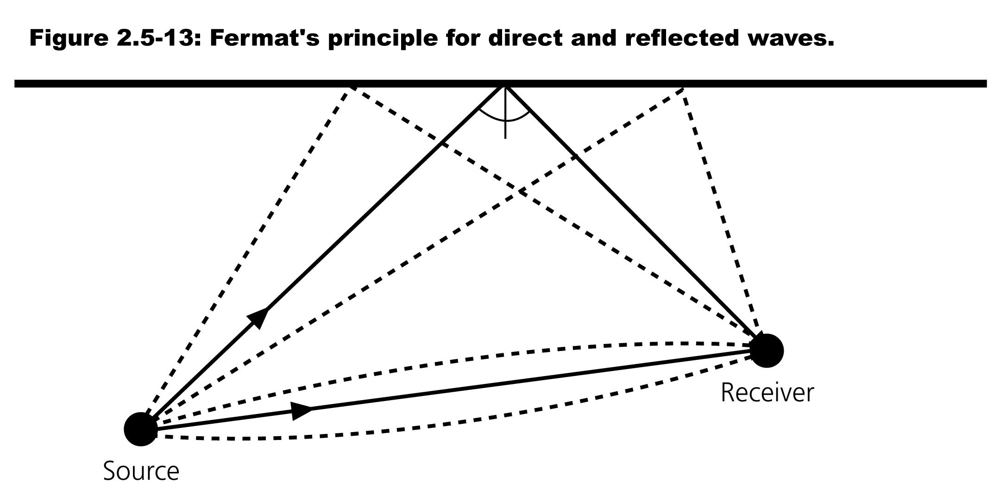 Figure 2.5-13: Fermat's principle for direct and reflected waves.
Receiver
Source